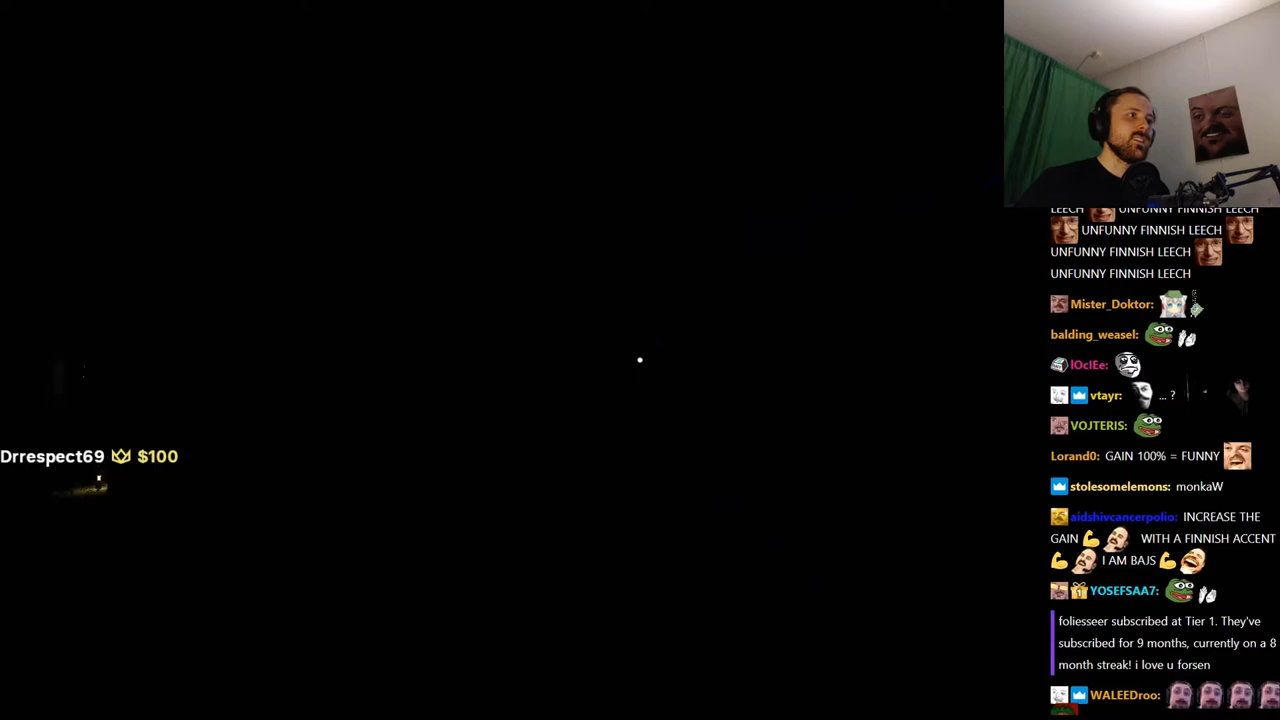 LEECH UNFUNNY FINNISH LEECH
UNFUNNY FINNISH LEECH
UNFUNNY FINNISH LEECH
UNFUNNY FINNISH LEECH
Mister_Doktor:
balding_weasel:
lOcIEe:
vtayr: ... ?
VOJTERIS:
Drrespect69 $100
Lorand0: GAIN 100% = FUNNY
stolesomelemons: monkaW
aidshivcancerpolio: INCREASE THE
GAIN WITH A FINNISH ACCENT
I AM BAJS
YOSEFSAA7:
foliesseer subscribed at Tier 1. They've
subscribed for 9 months, currently on a 8
month streak! i love u forsen
WALEEDroo: